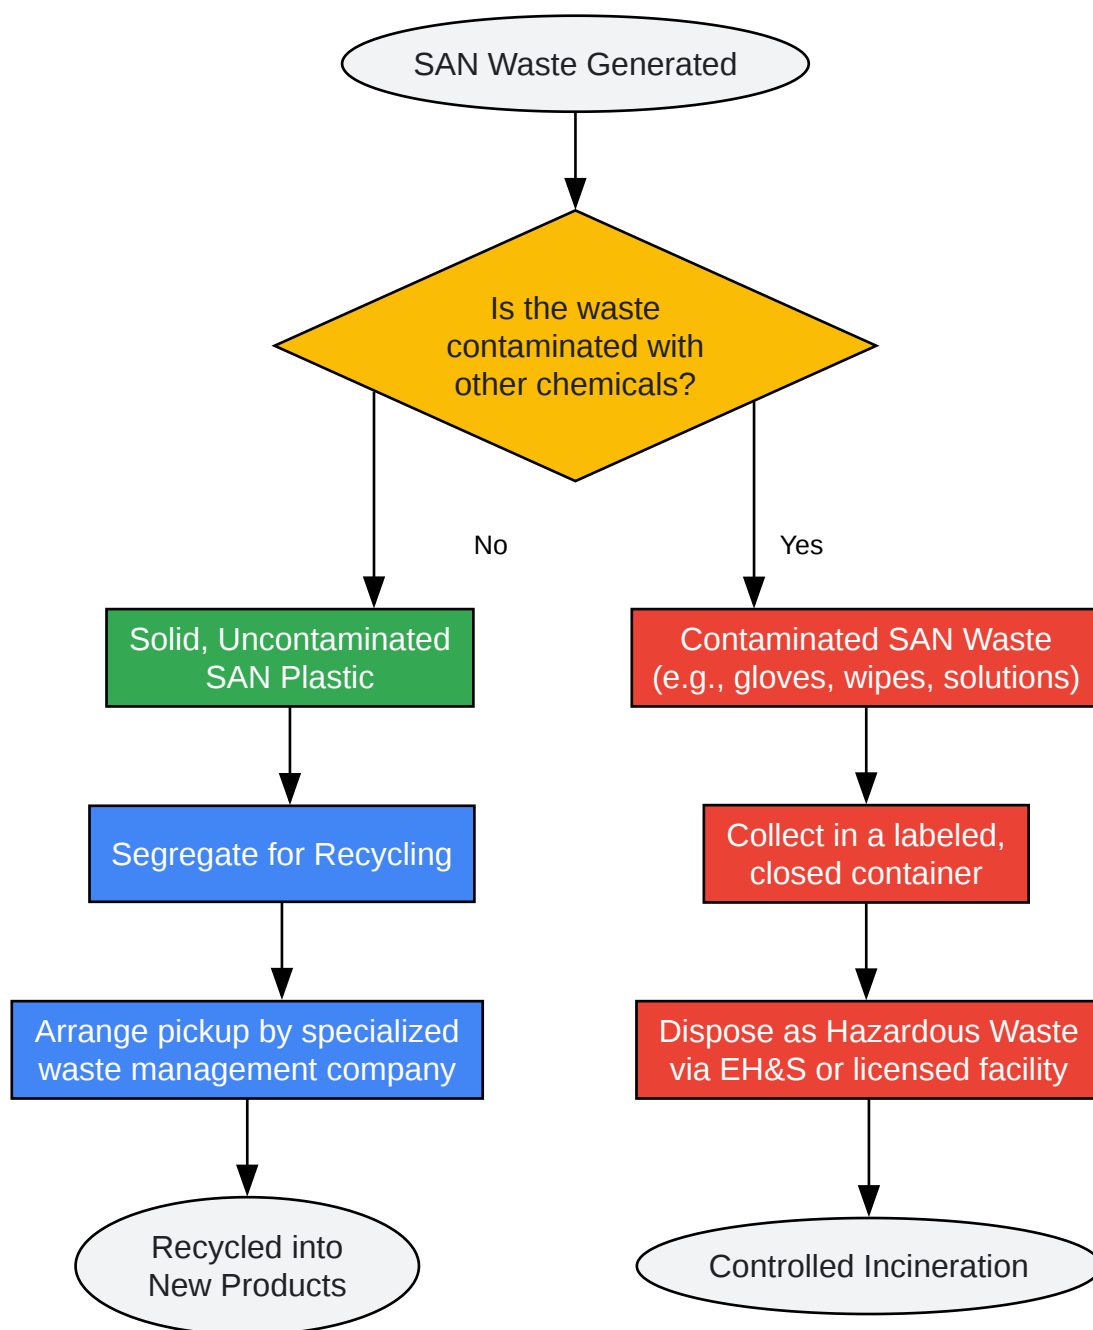 SAN Waste Generated
Is the waste
contaminated with
other chemicals?
No
Yes
Solid, Uncontaminated
SAN Plastic
Contaminated SAN Waste
(e.g., gloves, wipes, solutions)
Segregate for Recycling
Collect in a labeled,
closed container
Arrange pickup by specialized
waste management company
Dispose as Hazardous Waste
via EH&S or licensed facility
Recycled into
New Products
Controlled Incineration